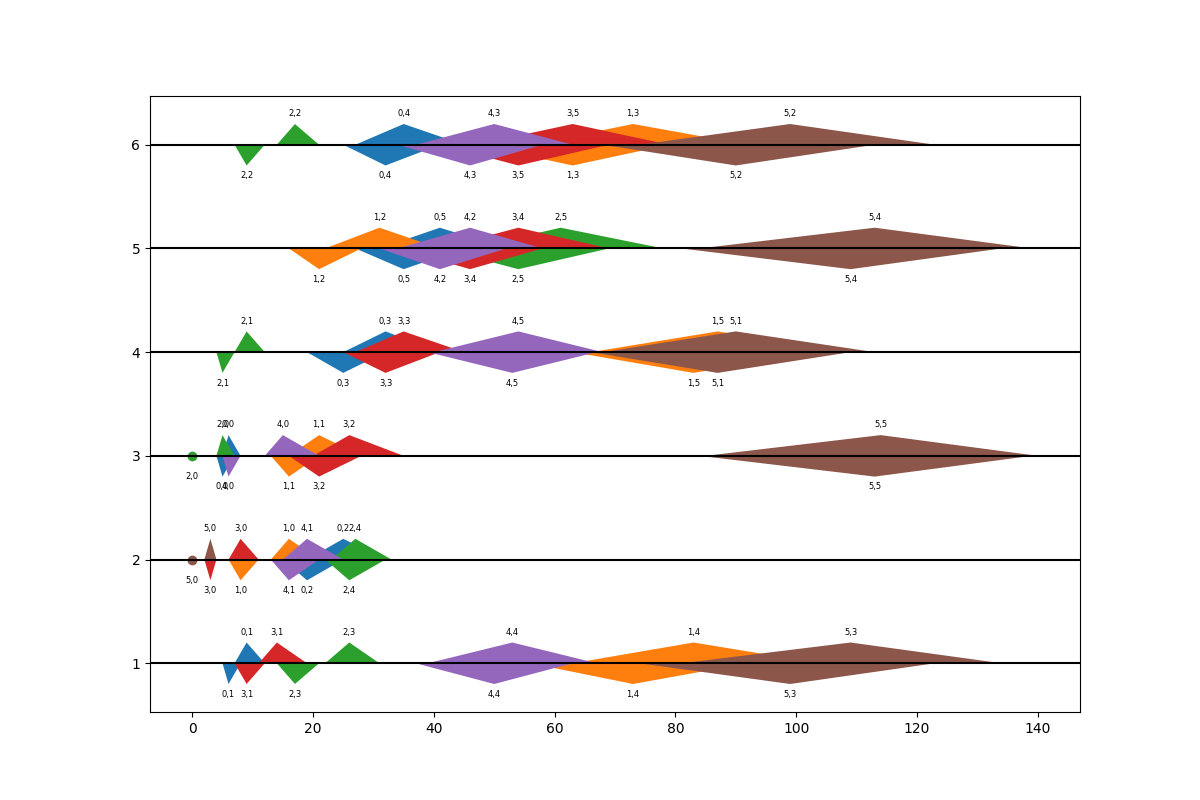 2,2 0,4 4,3 3,5 1,3 5,2
6
2,2 0,4 4,3 3,5 1,3 5,2
1,2 0,5 4,2 3,4 2,5 5,4
5
1,2 0,5 4,2 3,4 2,5 5,4
2,1 0,3 3,3 4,5 1,5 5,1
4
2,1 0,3 3,3 4,5 1,5 5,1
4,0 1,1 3,2 5,5
3
2,0 1,1 3,2 5,5
5,0 3,0 1,0 4,1 0,2 2,4
2
5,0 3,0 1,0 4,1 0,2 2,4
0,1 3,1 2,3 4,4 1,4 5,3
1
0,1 3,1 2,3 4,4 1,4 5,3
0 20 40 60 80 100 120 140